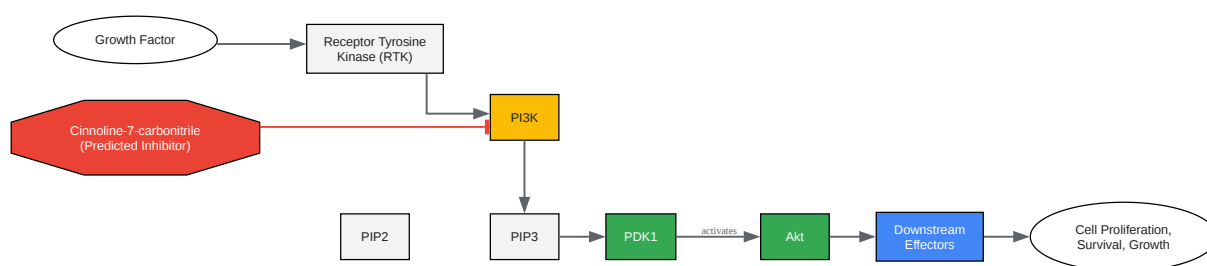 Growth Factor
Receptor Tyrosine
Kinase (RTK)
PI3K
Cinnoline-7-carbonitrile
(Predicted Inhibitor)
PIP2
PIP3
PDK1
activates
Akt
Downstream
Effectors
Cell Proliferation,
Survival, Growth